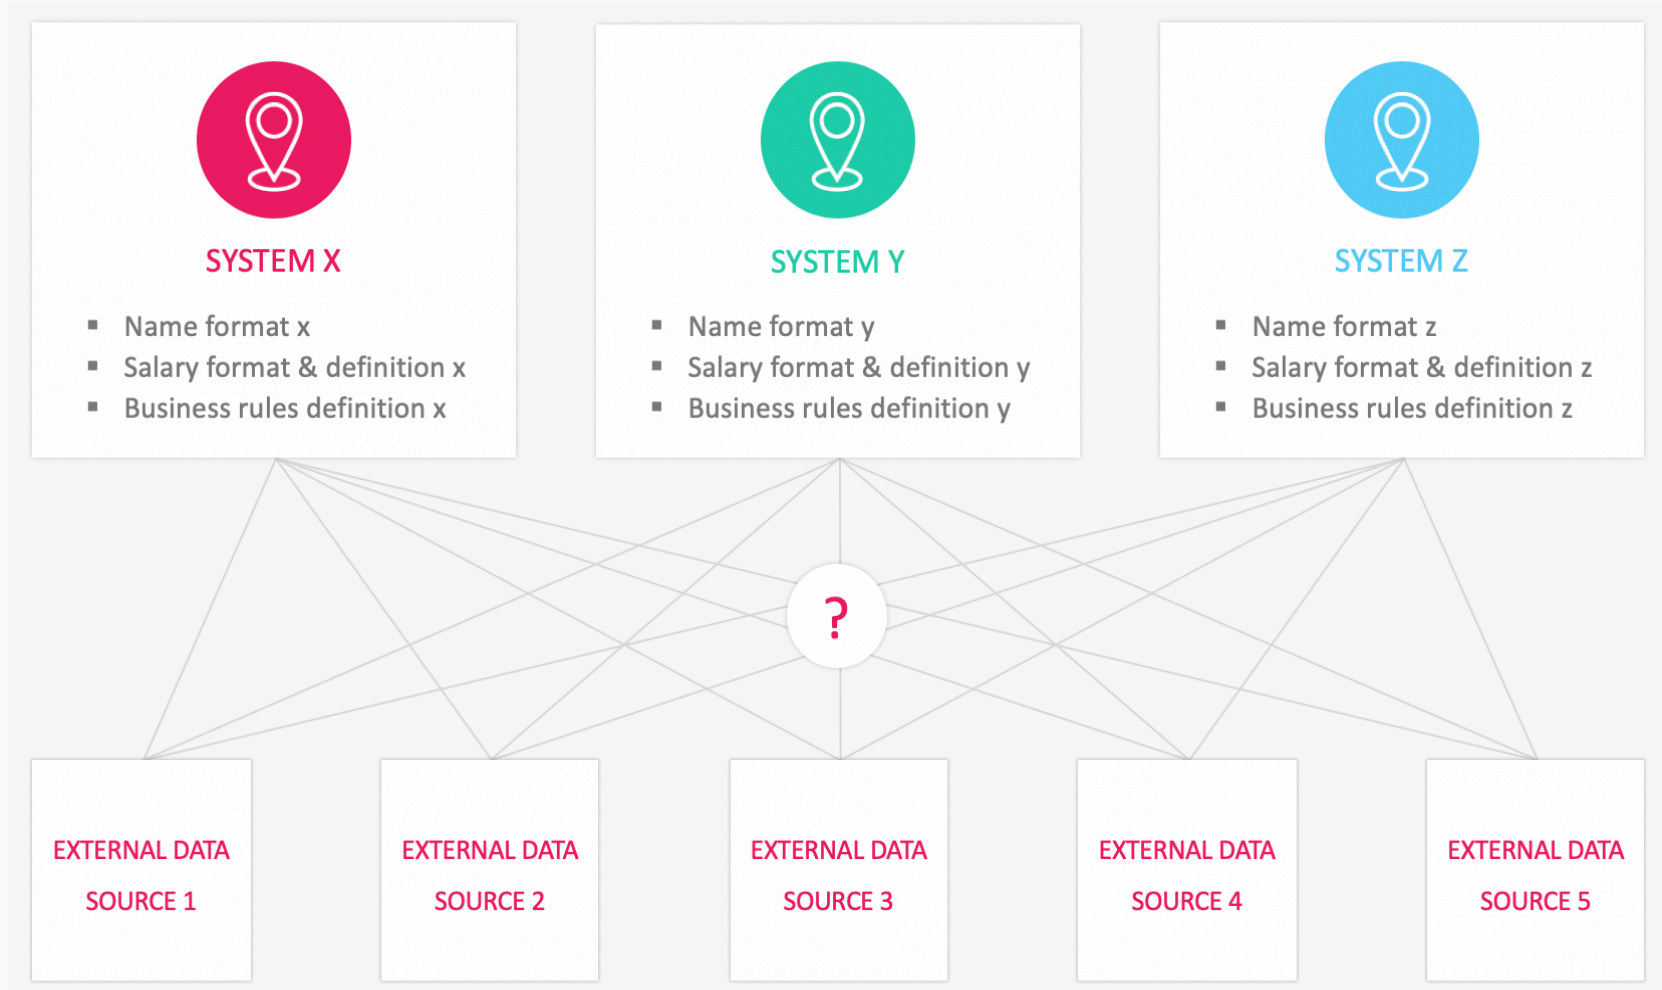 SYSTEM X
▪ Name format x
▪ Salary format & definition x
▪ Business rules definition x
SYSTEM Y
▪ Name format y
▪ Salary format & definition y
▪ Business rules definition y
SYSTEM Z
▪ Name format z
▪ Salary format & definition z
▪ Business rules definition z
?
EXTERNAL DATA
SOURCE 1
EXTERNAL DATA
SOURCE 2
EXTERNAL DATA
SOURCE 3
EXTERNAL DATA
SOURCE 4
EXTERNAL DATA
SOURCE 5